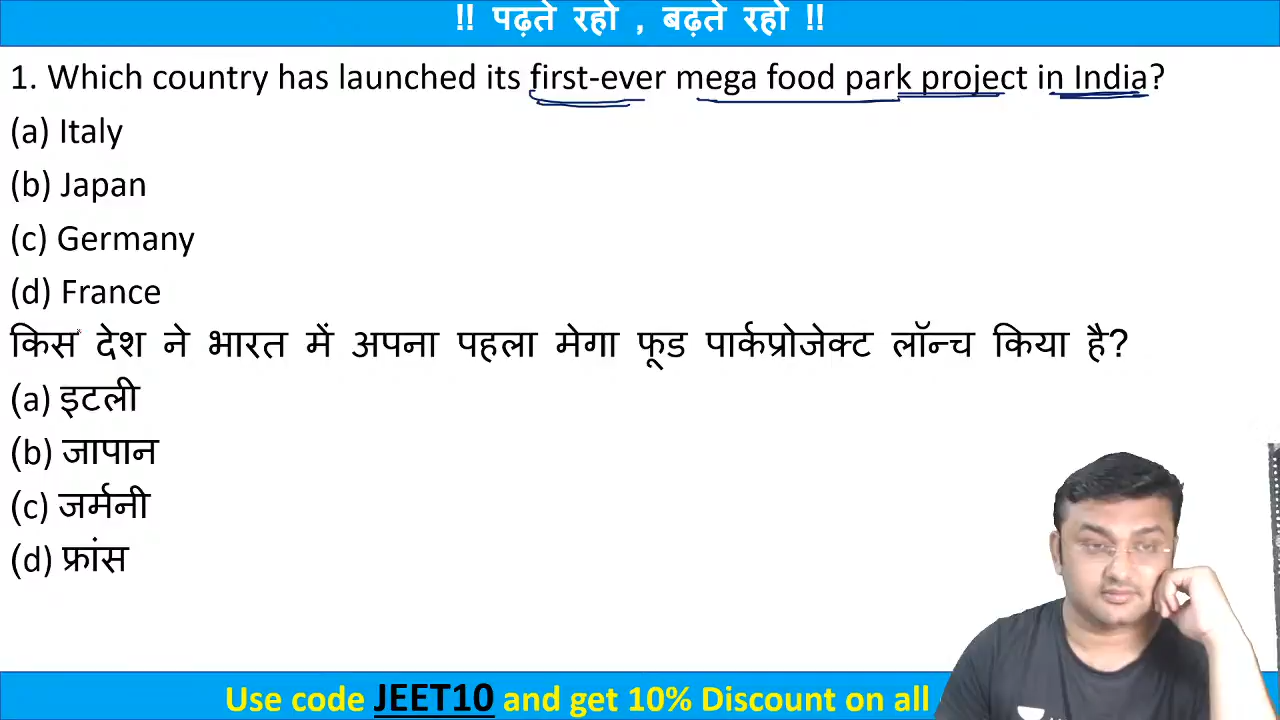 !! पढ़ते रहो , बढ़ते रहो !!
1. Which country has launched its first-ever mega food park project in India?
(a) Italy
(b) Japan
(c) Germany
(d) France
किस देश ने भारत में अपना पहला मेगा फूड पार्कप्रोजेक्ट लॉन्च किया है?
(a) इटली
(b) जापान
(c) जर्मनी
(d) फ्रांस
Use code JEET10 and get 10% Discount on all